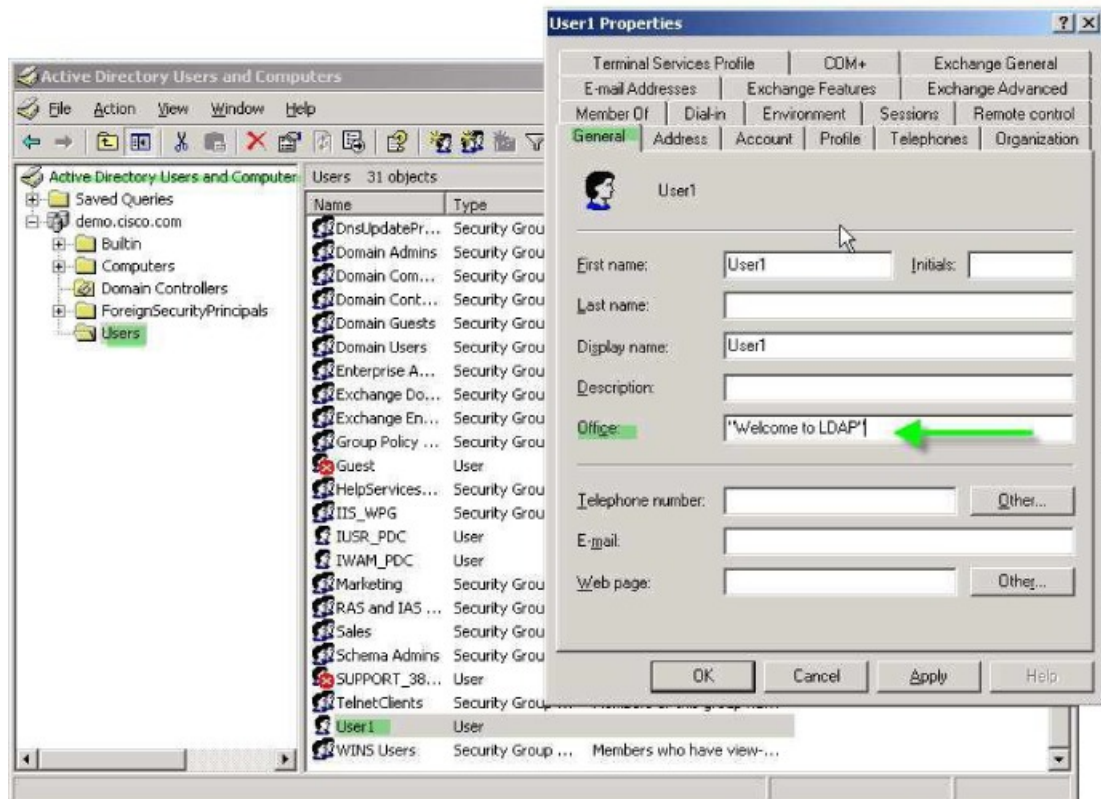 User1 Properties
Terminal Services Profile COM+ Exchange General
E-mail Addresses Exchange Features Exchange Advanced
Member Of Dial-in Environment Sessions Remote control
General Address Account Profile Telephones Organization
User1
First name: User1 Initials:
Last name:
Display name: User1
Description:
Office: "Welcome to LDAP"
Telephone number: Other...
E-mail:
Web page: Other...
OK Cancel Apply Help
Active Directory Users and Computers
File Action View Window Help
Active Directory Users and Computer
Saved Queries
demo.cisco.com
Builtin
Computers
Domain Controllers
ForeignSecurityPrincipals
Users
Users 31 objects
Name Type
DnsUpdatePr... Security Grou
Domain Admins Security Grou
Domain Com... Security Grou
Domain Cont... Security Grou
Domain Guests Security Grou
Domain Users Security Grou
Enterprise A... Security Grou
Exchange Do... Security Grou
Exchange En... Security Grou
Group Policy ... Security Grou
Guest User
HelpServices... Security Grou
IIS_WPG Security Grou
IUSR_PDC User
IWAM_PDC User
Marketing Security Grou
RAS and IAS ... Security Grou
Sales Security Grou
Schema Admins Security Grou
SUPPORT_38... User
TelnetClients Security Group ...
User1 User
WINS Users Security Group ... Members who have view-...